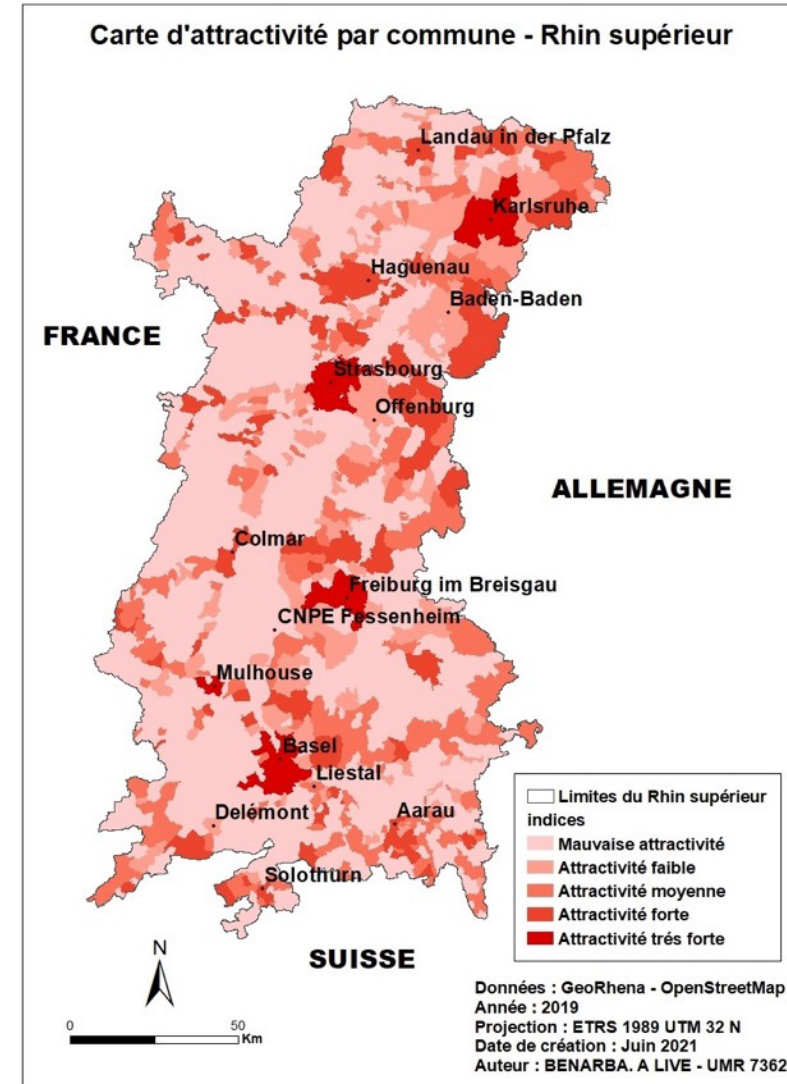 Carte d'attractivité par commune - Rhin supérieur
Landau in der Pfalz
Karlsruhe
Haguenau
Baden-Baden
FRANCE
Strasbourg
Offenburg
ALLEMAGNE
Colmar
Freiburg im Breisgau
CNPE Fessenheim
Mulhouse
Basel
Liestal
Delémont
Aarau
Solothurn
SUISSE
Limites du Rhin supérieur
indices
Mauvaise attractivité
Attractivité faible
Attractivité moyenne
Attractivité forte
Attractivité trés forte
N
0 50
Km
Données : GeoRhena - OpenStreetMap
Année : 2019
Projection : ETRS 1989 UTM 32 N
Date de création : Juin 2021
Auteur : BENARBA. A LIVE - UMR 7362